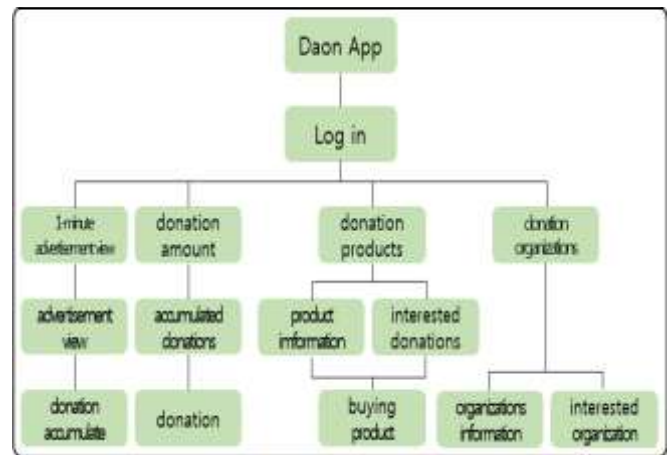 Daon App
Log in
1-minute
advertisement view
donation
amount
donation
products
donation
organizations
advertisement
view
accumulated
donations
product
imformation
interested
donations
donation
accumulate
donation
buying
product
organizations
information
interested
organization